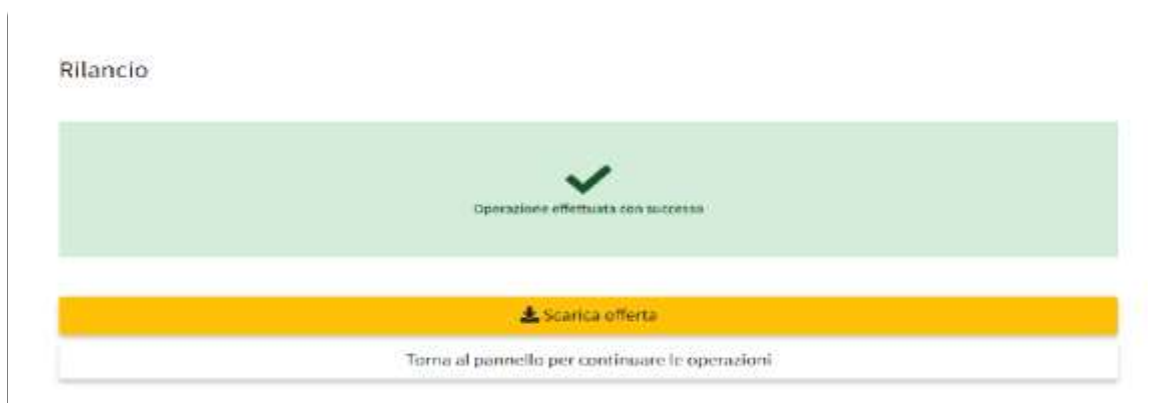 Rilancio
Operazione effettuata con successo
Scarica offerta
Torna al pannello per continuare le operazioni